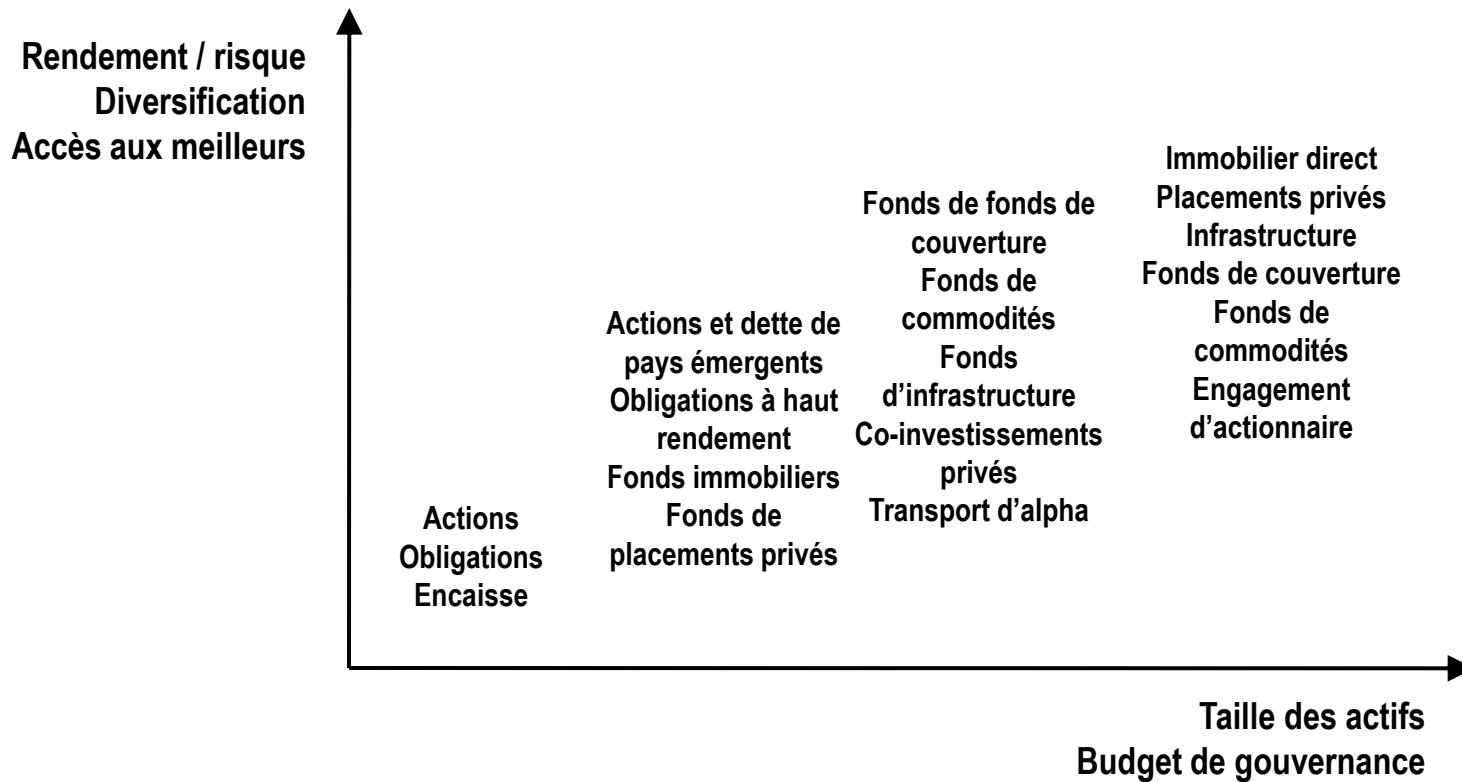 Rendement / risque
Diversification
Accès aux meilleurs
Actions
Obligations
Encaisse
Actions et dette de
pays émergents
Obligations à haut
rendement
Fonds immobiliers
Fonds de
placements privés
Fonds de fonds de
couverture
Fonds de
commodités
Fonds
d’infrastructure
Co-investissements
privés
Transport d’alpha
Immobilier direct
Placements privés
Infrastructure
Fonds de couverture
Fonds de
commodités
Engagement
d’actionnaire
Taille des actifs
Budget de gouvernance